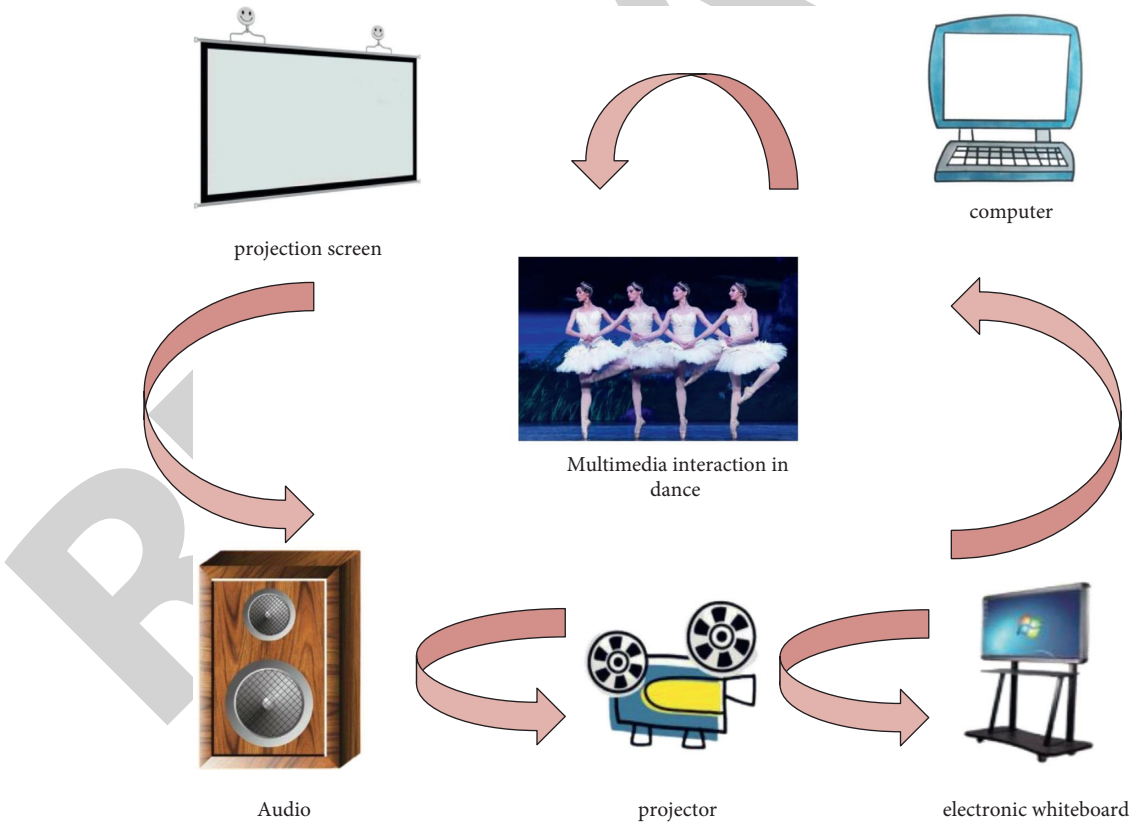 computer
projection screen
Multimedia interaction in
dance
Audio
projector
electronic whiteboard